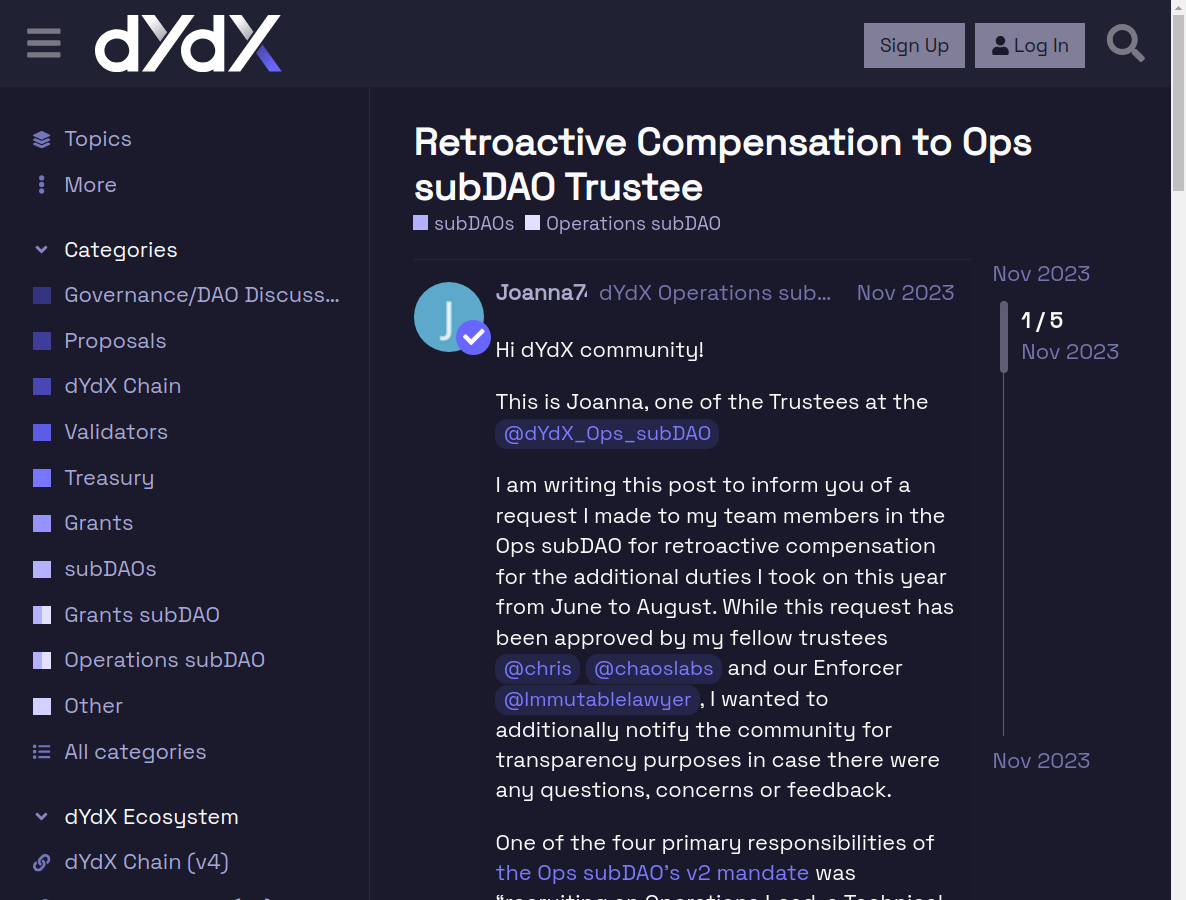 dYdX
Sign Up
Log In
Topics
More
Categories
Governance/DAO Discuss...
Proposals
dYdX Chain
Validators
Treasury
Grants
subDAOs
Grants subDAO
Operations subDAO
Other
All categories
dYdX Ecosystem
dYdX Chain (v4)
Retroactive Compensation to Ops
subDAO Trustee
subDAOs Operations subDAO
J
Joanna74 dYdX Operations sub... Nov 2023
Hi dYdX community!
This is Joanna, one of the Trustees at the
@dYdX_Ops_subDAO
I am writing this post to inform you of a
request I made to my team members in the
Ops subDAO for retroactive compensation
for the additional duties I took on this year
from June to August. While this request has
been approved by my fellow trustees
@chris @chaoslabs and our Enforcer
@Immutablelawyer, I wanted to
additionally notify the community for
transparency purposes in case there were
any questions, concerns or feedback.
One of the four primary responsibilities of
the Ops subDAO's v2 mandate was
"recruiting an Operations Lead, a Technical
Nov 2023
1 / 5
Nov 2023
Nov 2023